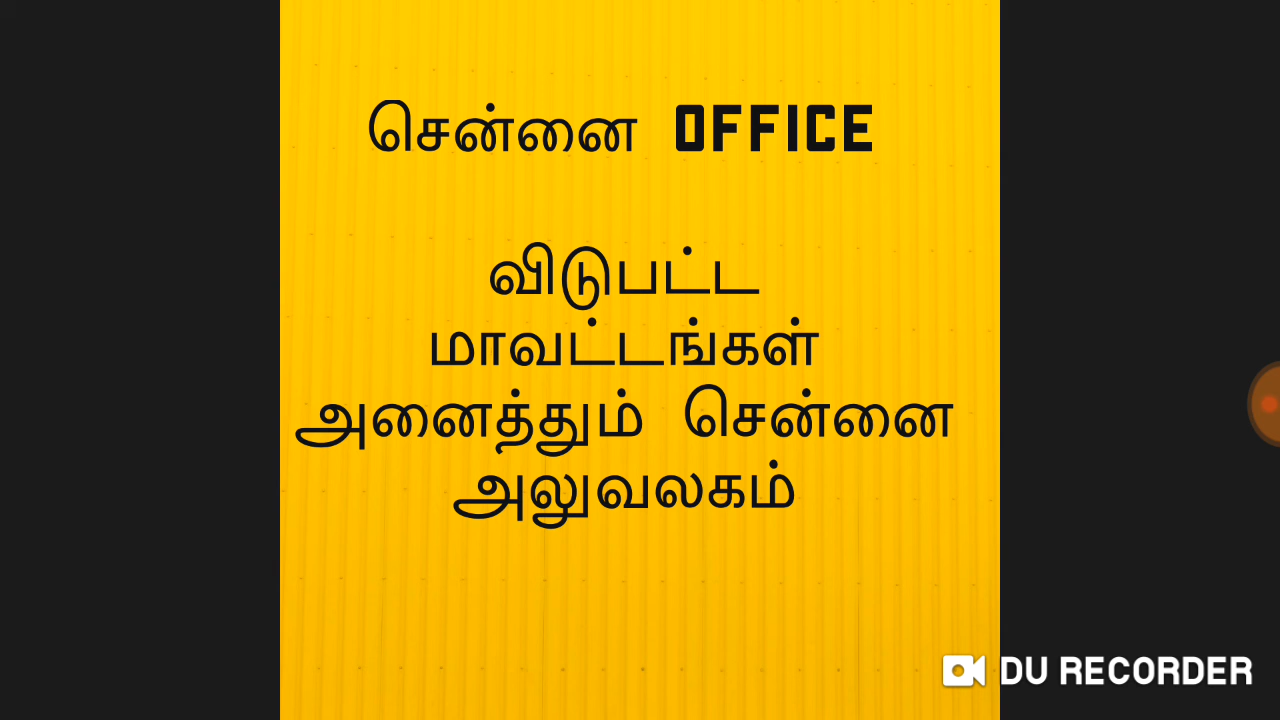 சென்னை OFFICE
விடுபட்ட
மாவட்டங்கள்
அனைத்தும் சென்னை
அலுவலகம்
DU RECORDER